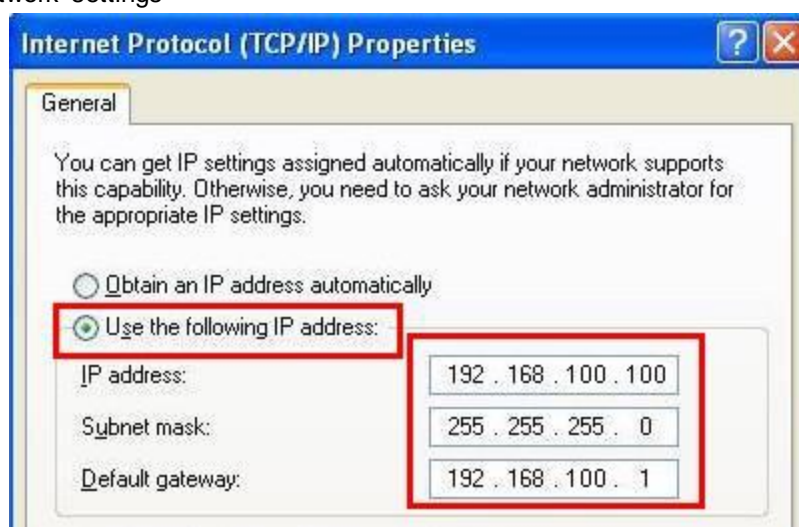 settings
Internet Protocol (TCP/IP) Properties
General
You can get IP settings assigned automatically if your network supports
this capability. Otherwise, you need to ask your network administrator for
the appropriate IP settings.
Obtain an IP address automatically
Use the following IP address:
IP address: 192 . 168 . 100 . 100
Subnet mask: 255 . 255 . 255 . 0
Default gateway: 192 . 168 . 100 . 1